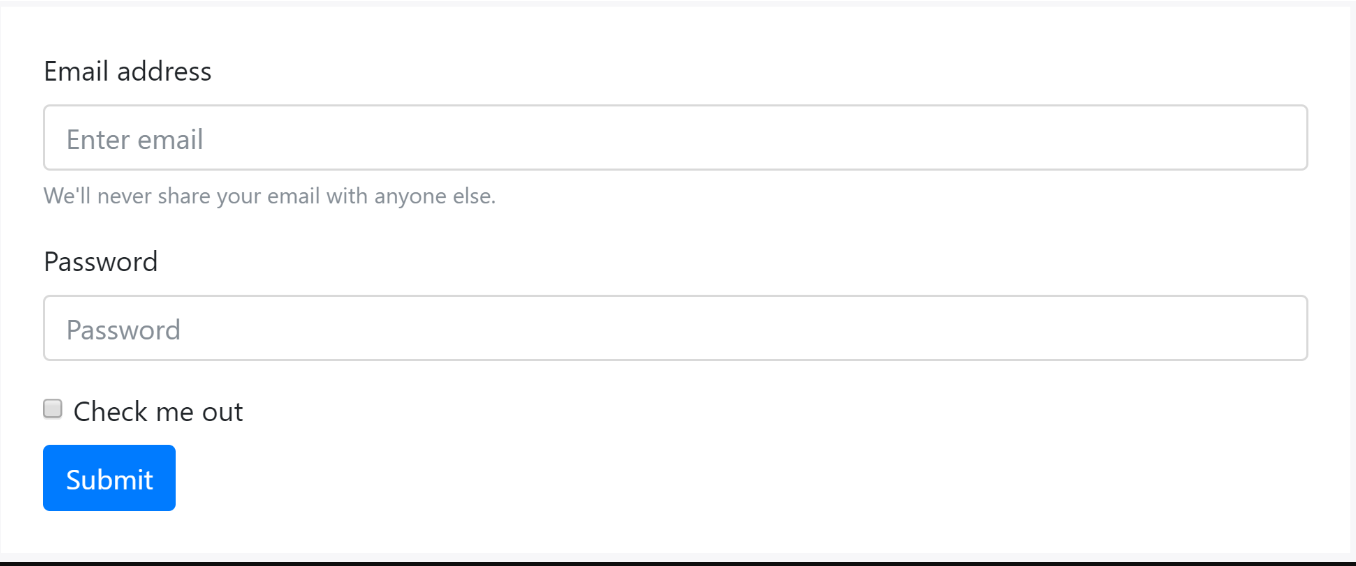 Email address
Enter email
We'll never share your email with anyone else.
Password
Password
Check me out
Submit